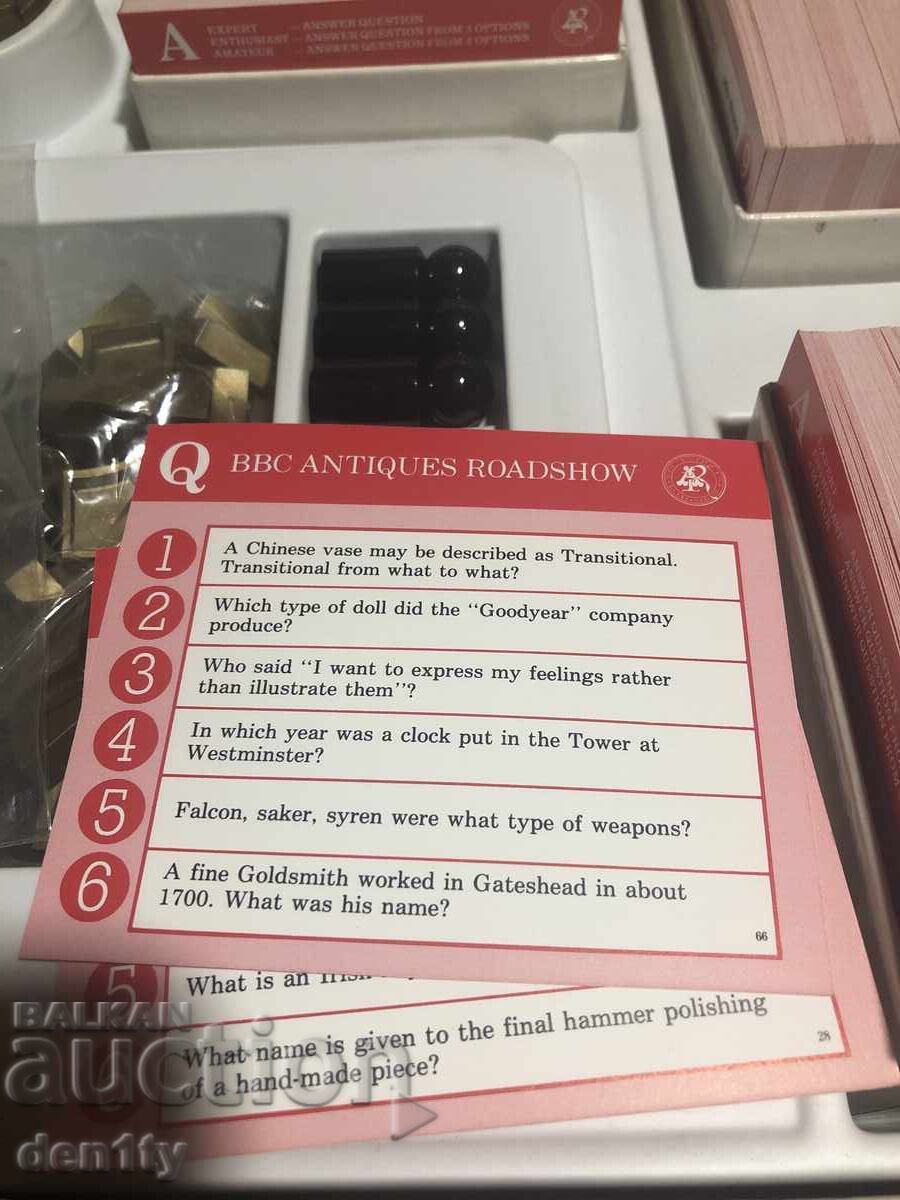 A EXPERT — ANSWER QUESTION
ENTHUSIAST — ANSWER QUESTION FROM 3 OPTIONS
AMATEUR — ANSWER QUESTION FROM 2 OPTIONS
Q BBC ANTIQUES ROADSHOW
1 A Chinese vase may be described as Transitional.
Transitional from what to what?
2 Which type of doll did the "Goodyear" company
produce?
3 Who said "I want to express my feelings rather
than illustrate them"?
4 In which year was a clock put in the Tower at
Westminster?
5 Falcon, saker, syren were what type of weapons?
6 A fine Goldsmith worked in Gateshead in about
1700. What was his name?
66
5 What is an
What name is given to the final hammer polishing
of a hand-made piece?
28
BALKAN
auction
den1ty